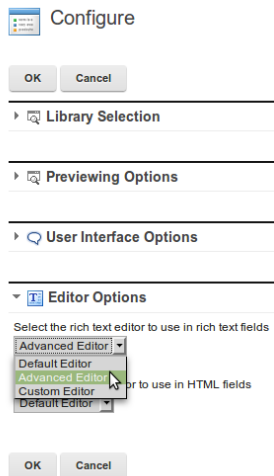 Configure
OK Cancel
Library Selection
Previewing Options
User Interface Options
Editor Options
Select the rich text editor to use in rich text fields
Advanced Editor
Default Editor
Advanced Editor
Custom Editor
to use in HTML fields
Default Editor
OK Cancel